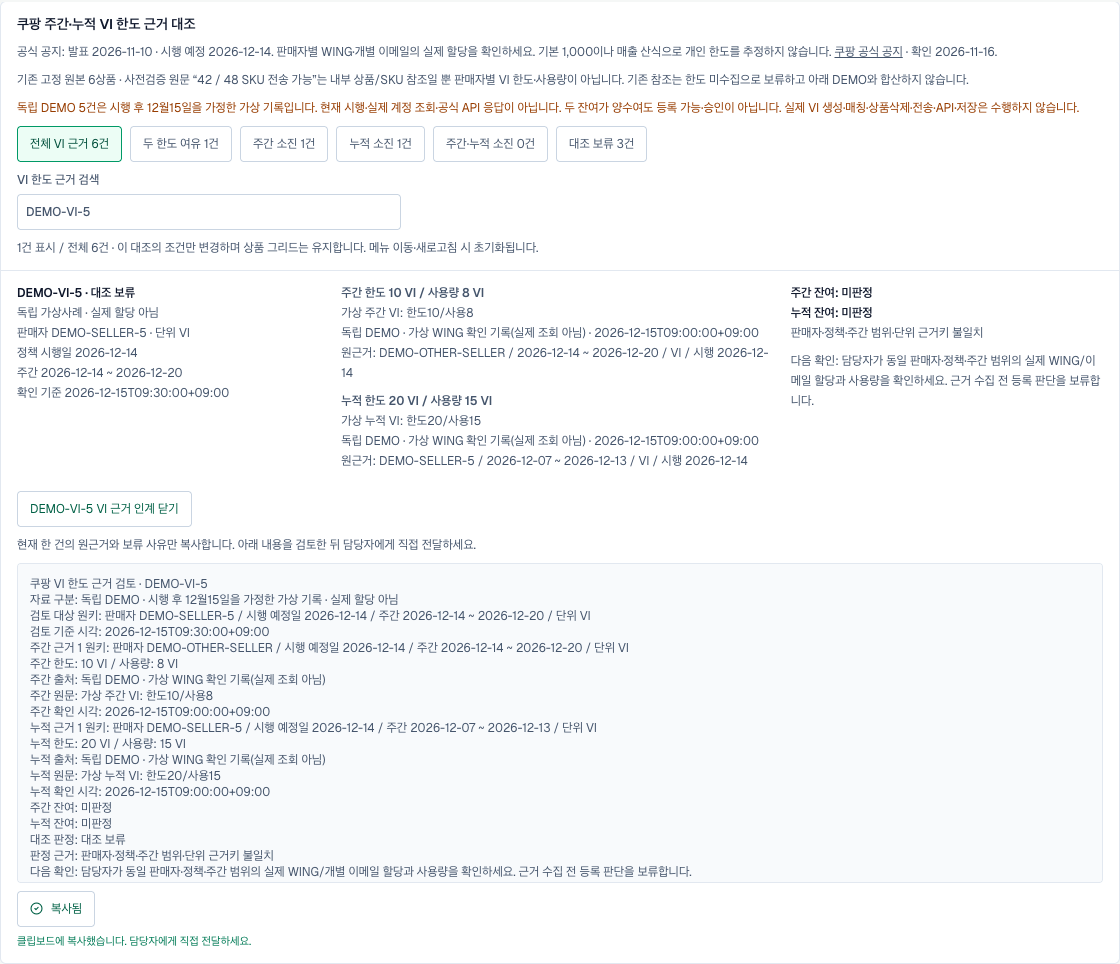 쿠팡 주간·누적 VI 한도 근거 대조
공식 공지: 발표 2026-11-10 · 시행 예정 2026-12-14. 판매자별 WING·개별 이메일의 실제 할당을 확인하세요. 기본 1,000이나 매출 산식으로 개인 한도를 추정하지 않습니다. 쿠팡 공식 공지 · 확인 2026-11-16.
기존 고정 원본 6상품 · 사전검증 원문 “42 / 48 SKU 전송 가능”는 내부 상품/SKU 참조일 뿐 판매자별 VI 한도·사용량이 아닙니다. 기존 참조는 한도 미수집으로 보류하고 아래 DEMO와 합산하지 않습니다.
독립 DEMO 5건은 시행 후 12월15일을 가정한 가상 기록입니다. 현재 시행·실제 계정 조회·공식 API 응답이 아닙니다. 두 잔여가 양수여도 등록 가능·승인이 아닙니다. 실제 VI 생성·매칭·상품삭제·전송·API·저장은 수행하지 않습니다.
전체 VI 근거 6건
두 한도 여유 1건
주간 소진 1건
누적 소진 1건
주간·누적 소진 0건
대조 보류 3건
VI 한도 근거 검색
DEMO-VI-5
1건 표시 / 전체 6건 · 이 대조의 조건만 변경하며 상품 그리드는 유지합니다. 메뉴 이동·새로고침 시 초기화됩니다.
DEMO-VI-5 · 대조 보류
독립 가상사례 · 실제 할당 아님
판매자 DEMO-SELLER-5 · 단위 VI
정책 시행일 2026-12-14
주간 2026-12-14 ~ 2026-12-20
확인 기준 2026-12-15T09:30:00+09:00
주간 한도 10 VI / 사용량 8 VI
가상 주간 VI: 한도10/사용8
독립 DEMO · 가상 WING 확인 기록(실제 조회 아님) · 2026-12-15T09:00:00+09:00
원근거: DEMO-OTHER-SELLER / 2026-12-14 ~ 2026-12-20 / VI / 시행 2026-12-
14
누적 한도 20 VI / 사용량 15 VI
가상 누적 VI: 한도20/사용15
독립 DEMO · 가상 WING 확인 기록(실제 조회 아님) · 2026-12-15T09:00:00+09:00
원근거: DEMO-SELLER-5 / 2026-12-07 ~ 2026-12-13 / VI / 시행 2026-12-14
주간 잔여: 미판정
누적 잔여: 미판정
판매자·정책·주간 범위·단위 근거키 불일치
다음 확인: 담당자가 동일 판매자·정책·주간 범위의 실제 WING/이
메일 할당과 사용량을 확인하세요. 근거 수집 전 등록 판단을 보류합
니다.
DEMO-VI-5 VI 근거 인계 닫기
현재 한 건의 원근거와 보류 사유만 복사합니다. 아래 내용을 검토한 뒤 담당자에게 직접 전달하세요.
쿠팡 VI 한도 근거 검토 · DEMO-VI-5
자료 구분: 독립 DEMO · 시행 후 12월15일을 가정한 가상 기록 · 실제 할당 아님
검토 대상 원키: 판매자 DEMO-SELLER-5 / 시행 예정일 2026-12-14 / 주간 2026-12-14 ~ 2026-12-20 / 단위 VI
검토 기준 시각: 2026-12-15T09:30:00+09:00
주간 근거 1 원키: 판매자 DEMO-OTHER-SELLER / 시행 예정일 2026-12-14 / 주간 2026-12-14 ~ 2026-12-20 / 단위 VI
주간 한도: 10 VI / 사용량: 8 VI
주간 출처: 독립 DEMO · 가상 WING 확인 기록(실제 조회 아님)
주간 원문: 가상 주간 VI: 한도10/사용8
주간 확인 시각: 2026-12-15T09:00:00+09:00
누적 근거 1 원키: 판매자 DEMO-SELLER-5 / 시행 예정일 2026-12-14 / 주간 2026-12-07 ~ 2026-12-13 / 단위 VI
누적 한도: 20 VI / 사용량: 15 VI
누적 출처: 독립 DEMO · 가상 WING 확인 기록(실제 조회 아님)
누적 원문: 가상 누적 VI: 한도20/사용15
누적 확인 시각: 2026-12-15T09:00:00+09:00
주간 잔여: 미판정
누적 잔여: 미판정
대조 판정: 대조 보류
판정 근거: 판매자·정책·주간 범위·단위 근거키 불일치
다음 확인: 담당자가 동일 판매자·정책·주간 범위의 실제 WING/개별 이메일 할당과 사용량을 확인하세요. 근거 수집 전 등록 판단을 보류합니다.
복사됨
클립보드에 복사했습니다. 담당자에게 직접 전달하세요.